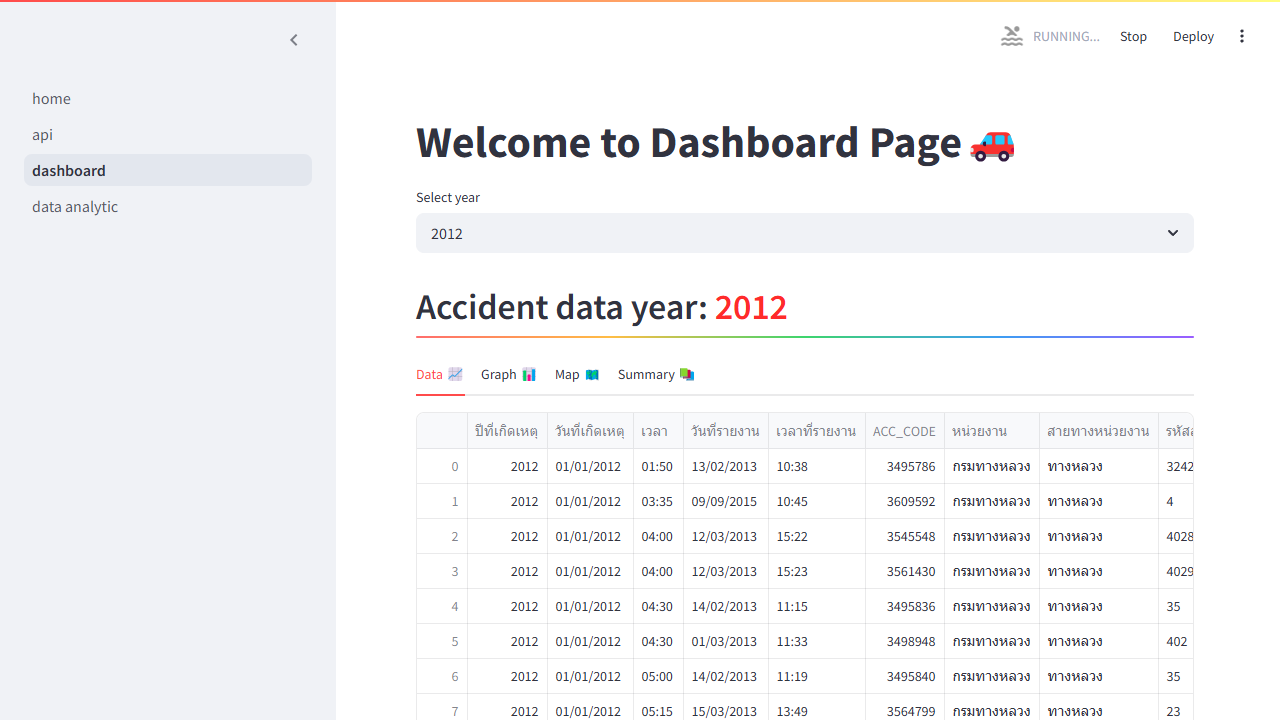 RUNNING...
Stop
Deploy
home
api
dashboard
data analytic
Welcome to Dashboard Page
Select year
2012
Accident data year: 2012
Data
Graph
Map
Summary
ปีที่เกิดเหตุ วันที่เกิดเหตุ เวลา วันที่รายงาน เวลาที่รายงาน ACC_CODE หน่วยงาน สายทางหน่วยงาน
0 2012 01/01/2012 01:50 13/02/2013 10:38 3495786 กรมทางหลวง ทางหลวง 3242
1 2012 01/01/2012 03:35 09/09/2015 10:45 3609592 กรมทางหลวง ทางหลวง 4
2 2012 01/01/2012 04:00 12/03/2013 15:22 3545548 กรมทางหลวง ทางหลวง 4028
3 2012 01/01/2012 04:00 12/03/2013 15:23 3561430 กรมทางหลวง ทางหลวง 4029
4 2012 01/01/2012 04:30 14/02/2013 11:15 3495836 กรมทางหลวง ทางหลวง 35
5 2012 01/01/2012 04:30 01/03/2013 11:33 3498948 กรมทางหลวง ทางหลวง 402
6 2012 01/01/2012 05:00 14/02/2013 11:19 3495840 กรมทางหลวง ทางหลวง 35
7 2012 01/01/2012 05:15 15/03/2013 13:49 3564799 กรมทางหลวง ทางหลวง 23